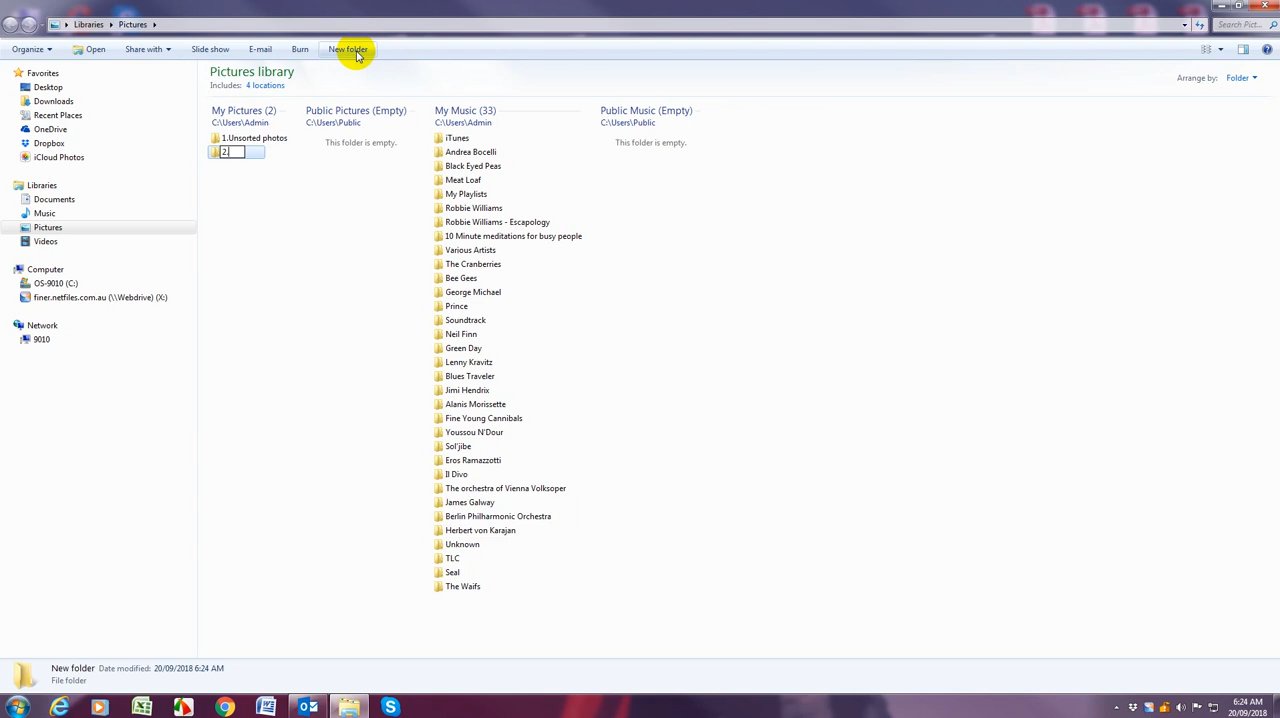 Libraries ▸ Pictures ▸
Search Pict...
Organize Open Share with Slide show E-mail Burn New folder
Pictures library
Includes: 4 locations
Arrange by: Folder
Favorites
Desktop
Downloads
Recent Places
OneDrive
Dropbox
iCloud Photos
Libraries
Documents
Music
Pictures
Videos
Computer
OS-9010 (C:)
finer.netfiles.com.au (\\Webdrive) (X:)
Network
9010
My Pictures (2)
C:\Users\Admin
1.Unsorted photos
2.
Public Pictures (Empty)
C:\Users\Public
This folder is empty.
My Music (33)
C:\Users\Admin
iTunes
Andrea Bocelli
Black Eyed Peas
Meat Loaf
My Playlists
Robbie Williams
Robbie Williams - Escapology
10 Minute meditations for busy people
Various Artists
The Cranberries
Bee Gees
George Michael
Prince
Soundtrack
Neil Finn
Green Day
Lenny Kravitz
Blues Traveler
Jimi Hendrix
Alanis Morissette
Fine Young Cannibals
Youssou N'Dour
Sol'jibe
Eros Ramazzotti
Il Divo
The orchestra of Vienna Volksoper
James Galway
Berlin Philharmonic Orchestra
Herbert von Karajan
Unknown
TLC
Seal
The Waifs
Public Music (Empty)
C:\Users\Public
This folder is empty.
New folder Date modified: 20/09/2018 6:24 AM
File folder
6:24 AM
20/09/2018